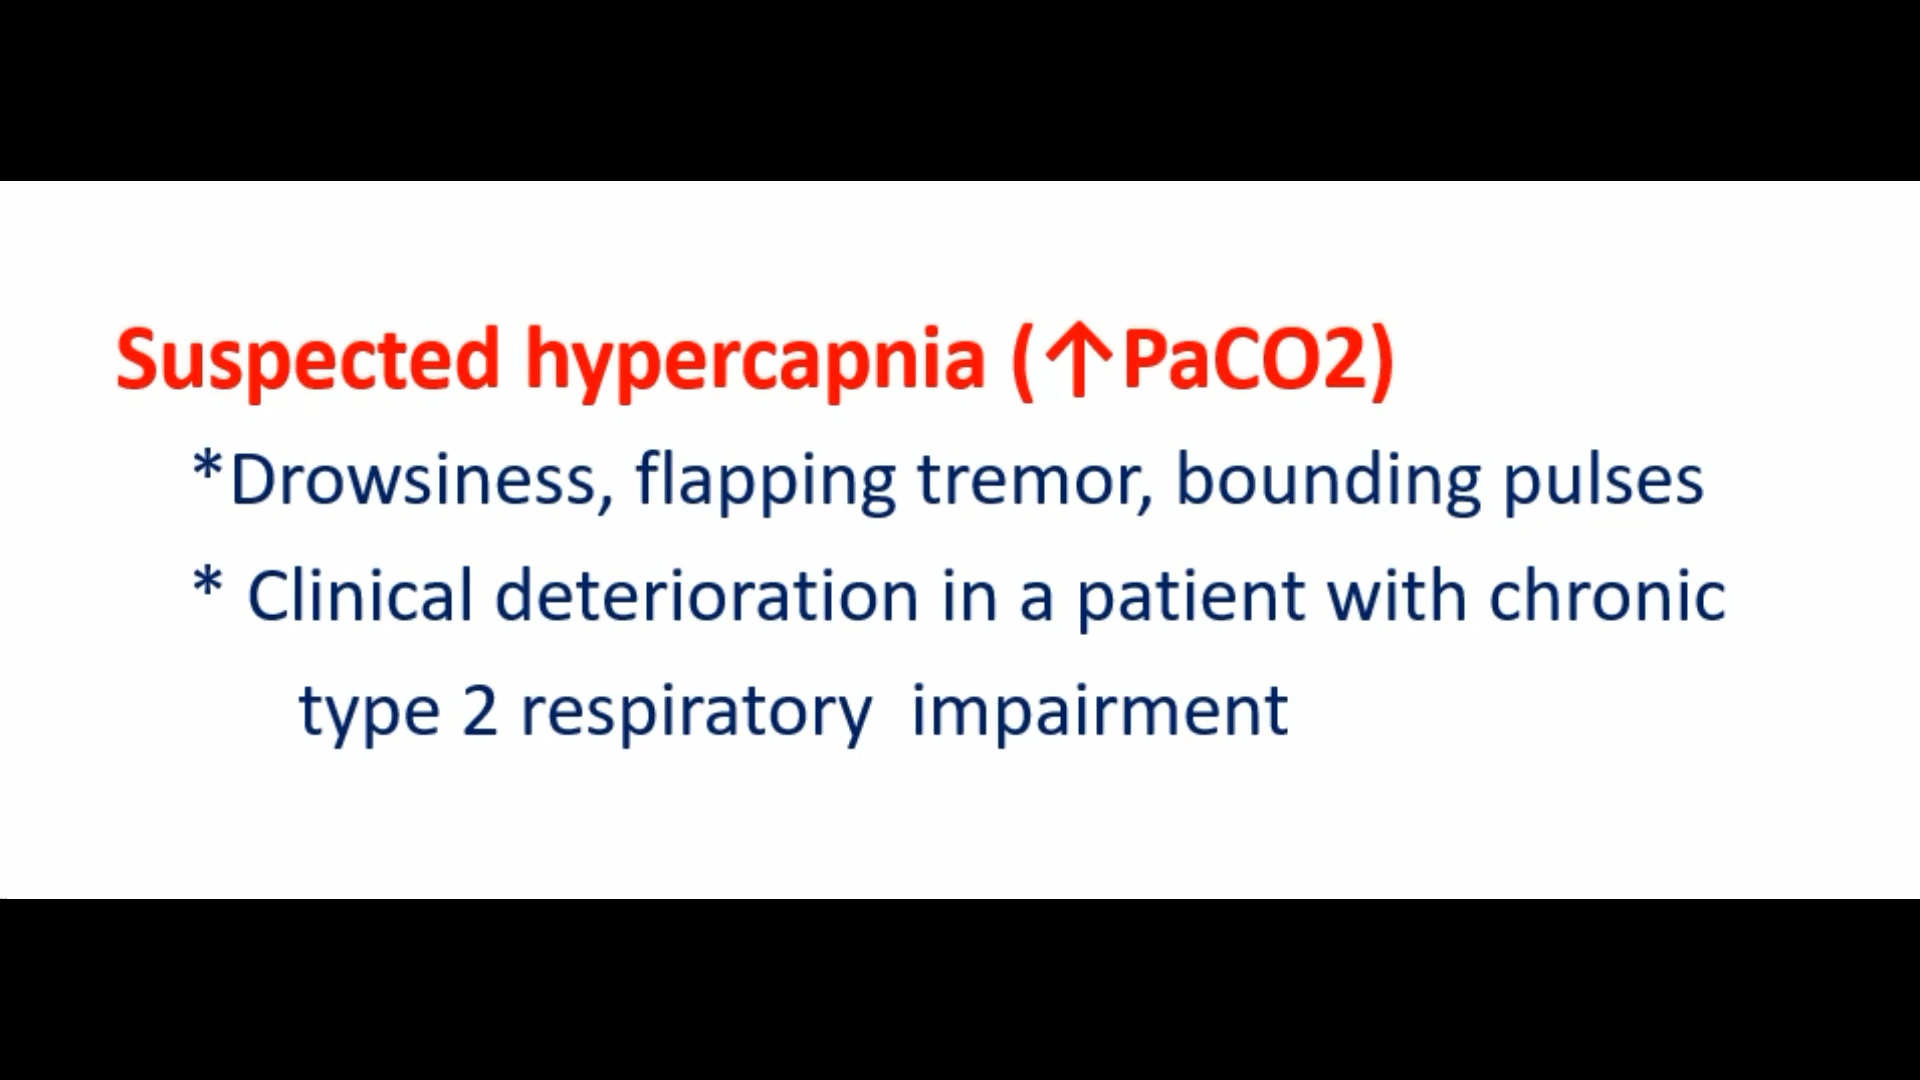 Suspected hypercapnia (↑PaCO2)
*Drowsiness, flapping tremor, bounding pulses
* Clinical deterioration in a patient with chronic
type 2 respiratory  impairment